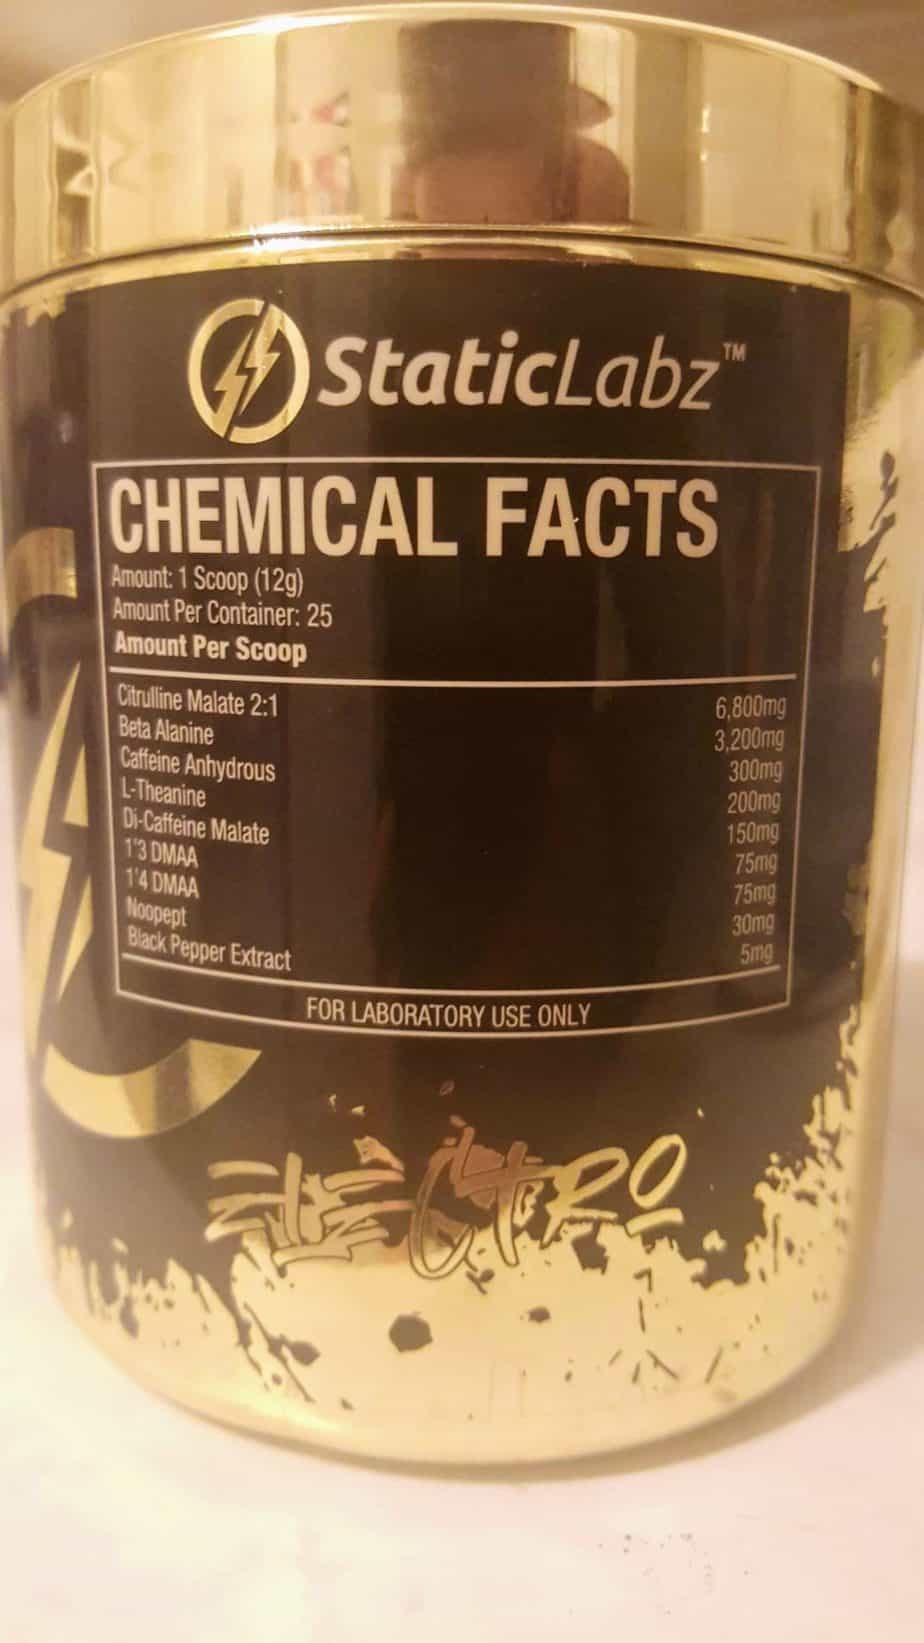 StaticLabz™
CHEMICAL FACTS
Amount: 1 Scoop (12g)
Amount Per Container: 25
Amount Per Scoop
Citrulline Malate 2:1 6,800mg
Beta Alanine 3,200mg
Caffeine Anhydrous 300mg
L-Theanine 200mg
Di-Caffeine Malate 150mg
1'3 DMAA 75mg
1'4 DMAA 75mg
Noopept 30mg
Black Pepper Extract 5mg
FOR LABORATORY USE ONLY
ELECTRO